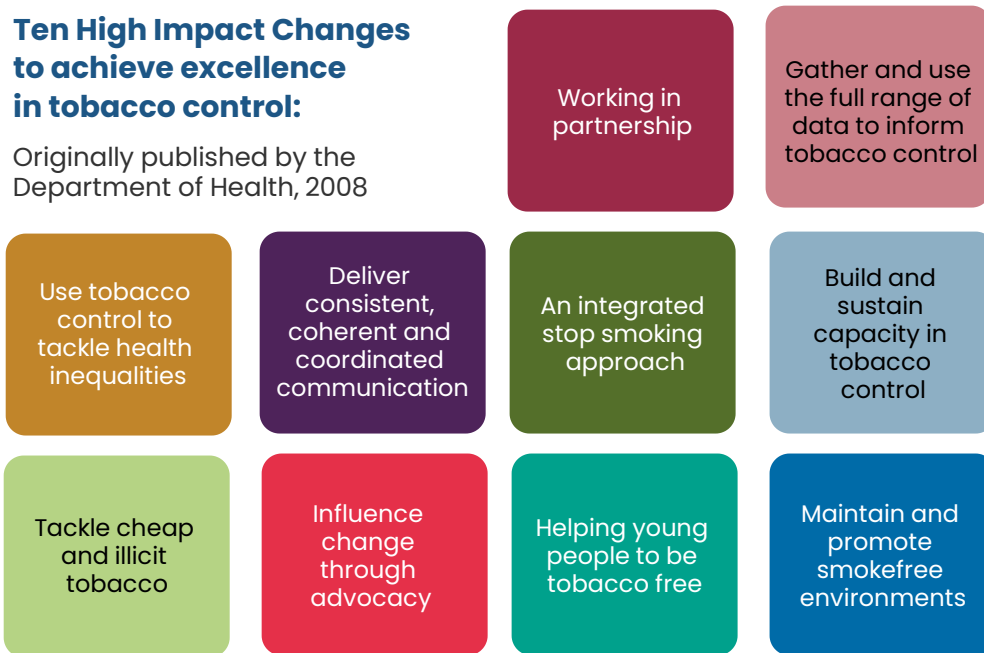 Ten High Impact Changes
to achieve excellence
in tobacco control:
Originally published by the
Department of Health, 2008
Working in
partnership
Gather and use
the full range of
data to inform
tobacco control
Use tobacco
control to
tackle health
inequalities
Deliver
consistent,
coherent and
coordinated
communication
An integrated
stop smoking
approach
Build and
sustain
capacity in
tobacco
control
Tackle cheap
and illicit
tobacco
Influence
change
through
advocacy
Helping young
people to be
tobacco free
Maintain and
promote
smokefree
environments